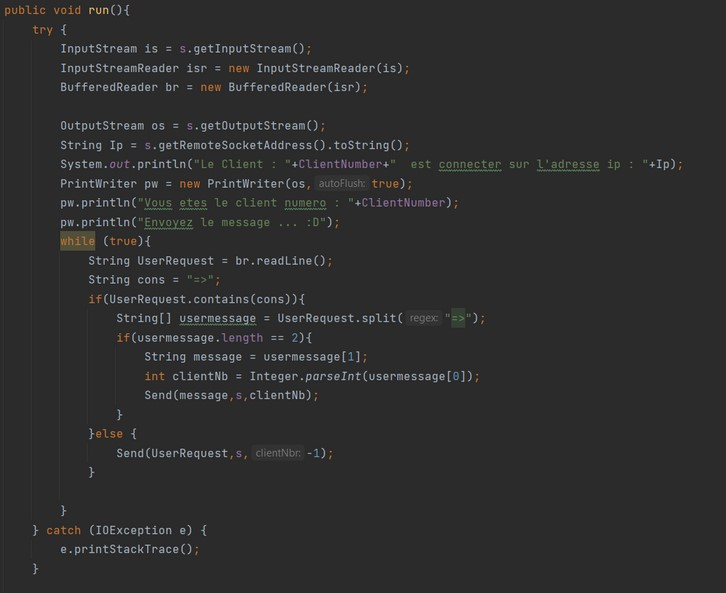 public void run(){
try {
InputStream is = s.getInputStream();
InputStreamReader isr = new InputStreamReader(is);
BufferedReader br = new BufferedReader(isr);
OutputStream os = s.getOutputStream();
String Ip = s.getRemoteSocketAddress().toString();
System.out.println("Le Client : "+ClientNumber+"  est connecter sur l'adresse ip : "+Ip);
PrintWriter pw = new PrintWriter(os, autoFlush: true);
pw.println("Vous etes le client numero : "+ClientNumber);
pw.println("Envoyez le message ... :D");
while (true){
String UserRequest = br.readLine();
String cons = "=>";
if(UserRequest.contains(cons)){
String[] usermessage = UserRequest.split( regex: "=>");
if(usermessage.length == 2){
String message = usermessage[1];
int clientNb = Integer.parseInt(usermessage[0]);
Send(message,s,clientNb);
}
}else {
Send(UserRequest,s, clientNbr: -1);
}
}
} catch (IOException e) {
e.printStackTrace();
}